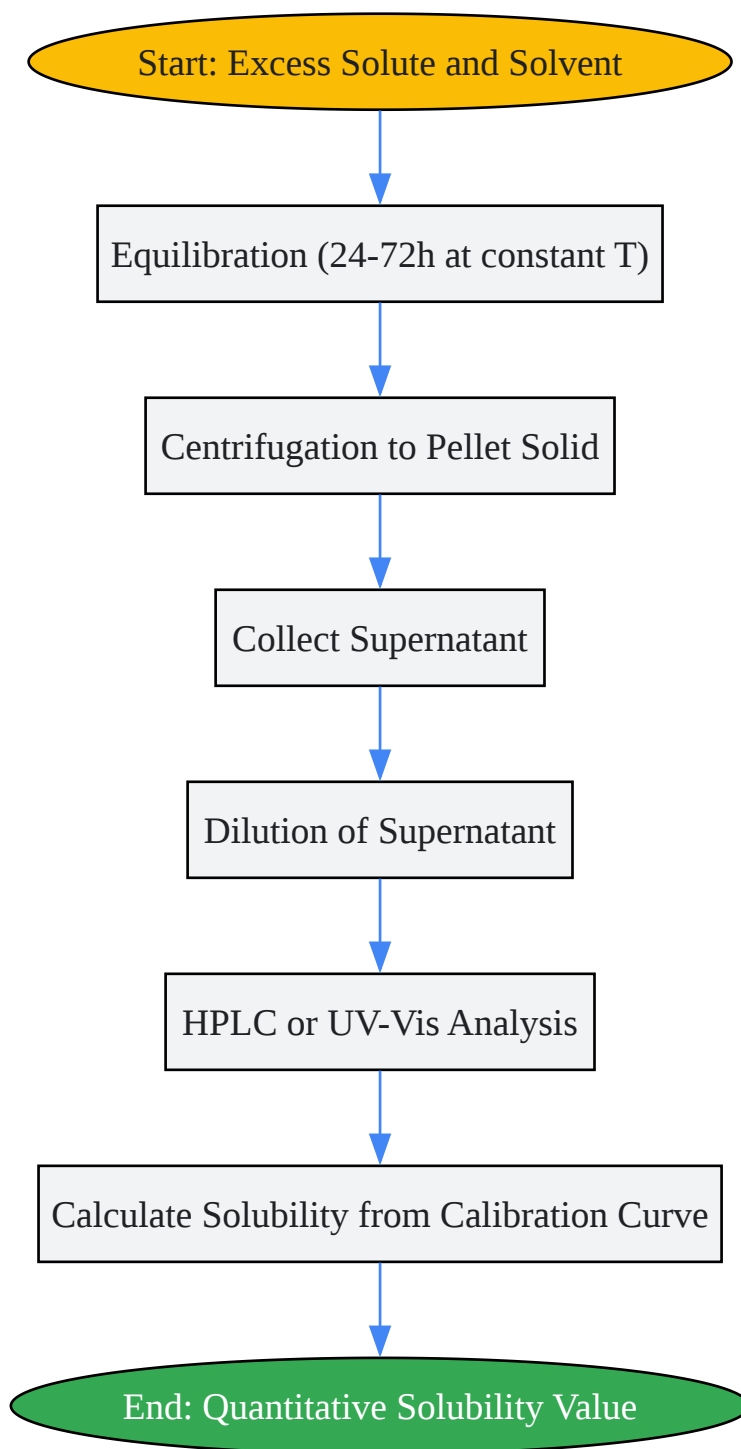 Start: Excess Solute and Solvent
Equilibration (24-72h at constant T)
Centrifugation to Pellet Solid
Collect Supernatant
Dilution of Supernatant
HPLC or UV-Vis Analysis
Calculate Solubility from Calibration Curve
End: Quantitative Solubility Value